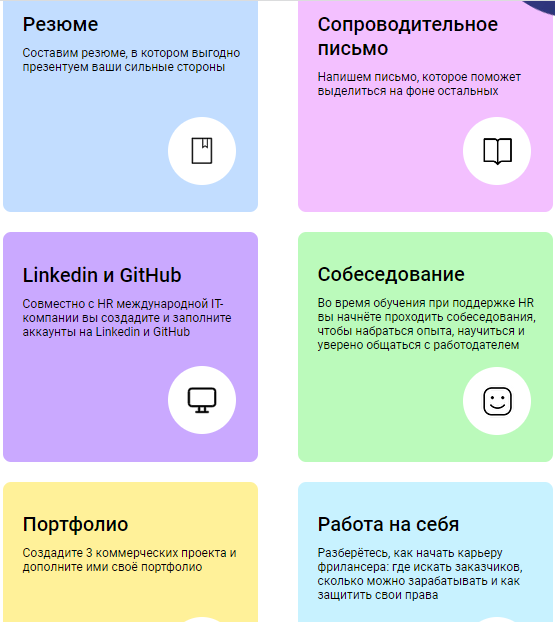 Резюме
Составим резюме, в котором выгодно
презентуем ваши сильные стороны
Сопроводительное
письмо
Напишем письмо, которое поможет
выделиться на фоне остальных
Linkedin и GitHub
Совместно с HR международной IT-
компании вы создадите и заполните
аккаунты на Linkedin и GitHub
Собеседование
Во время обучения при поддержке HR
вы начнёте проходить собеседования,
чтобы набраться опыта, научиться и
уверено общаться с работодателем
Портфолио
Создадите 3 коммерческих проекта и
дополните ими своё портфолио
Работа на себя
Разберётесь, как начать карьеру
фрилансера: где искать заказчиков,
сколько можно зарабатывать и как
защитить свои права